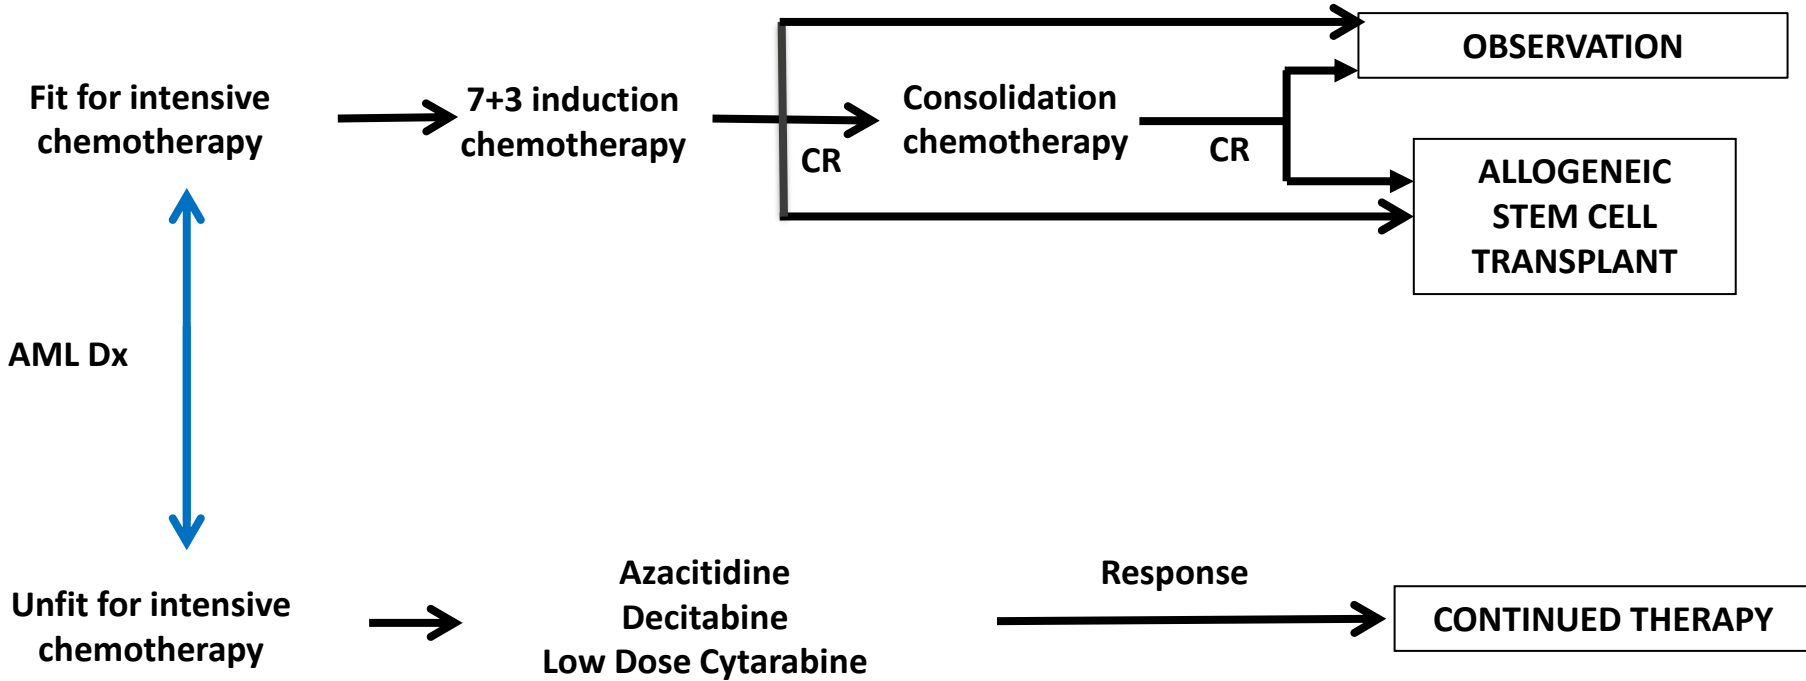 OBSERVATION
Fit for intensive
chemotherapy
7+3 induction
chemotherapy
CR
Consolidation
chemotherapy
CR
ALLOGENEIC
STEM CELL
TRANSPLANT
AML Dx
Unfit for intensive
chemotherapy
Azacitidine
Decitabine
Low Dose Cytarabine
Response
CONTINUED THERAPY